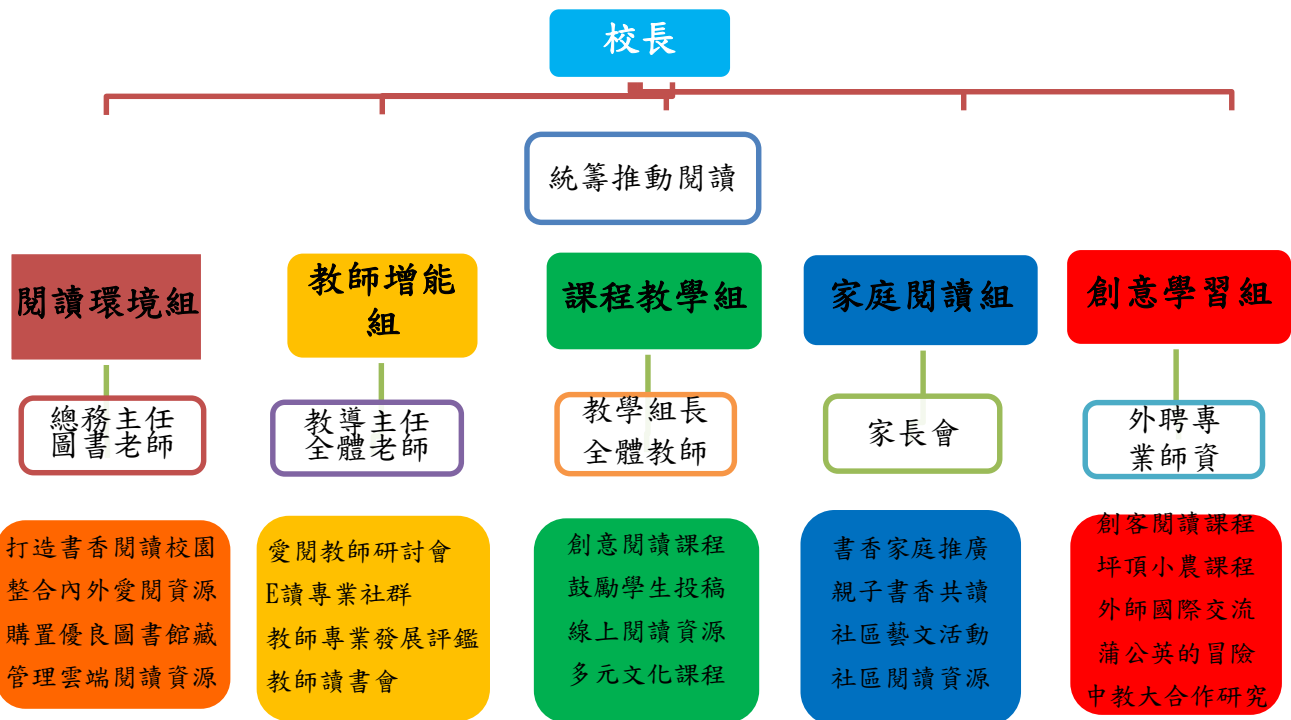 校長
統籌推動閱讀
閱讀環境組
教師增能
組
課程教學組
家庭閱讀組
創意學習組
總務主任
圖書老師
教導主任
全體老師
教學組長
全體教師
家長會
外聘專
業師資
打造書香閱讀校園
整合內外愛閱資源
購置優良圖書館藏
管理雲端閱讀資源
愛閱教師研討會
E讀專業社群
教師專業發展評鑑
教師讀書會
創意閱讀課程
鼓勵學生投稿
線上閱讀資源
多元文化課程
書香家庭推廣
親子書香共讀
社區藝文活動
社區閱讀資源
創客閱讀課程
坪頂小農課程
外師國際交流
蒲公英的冒險
中教大合作研究